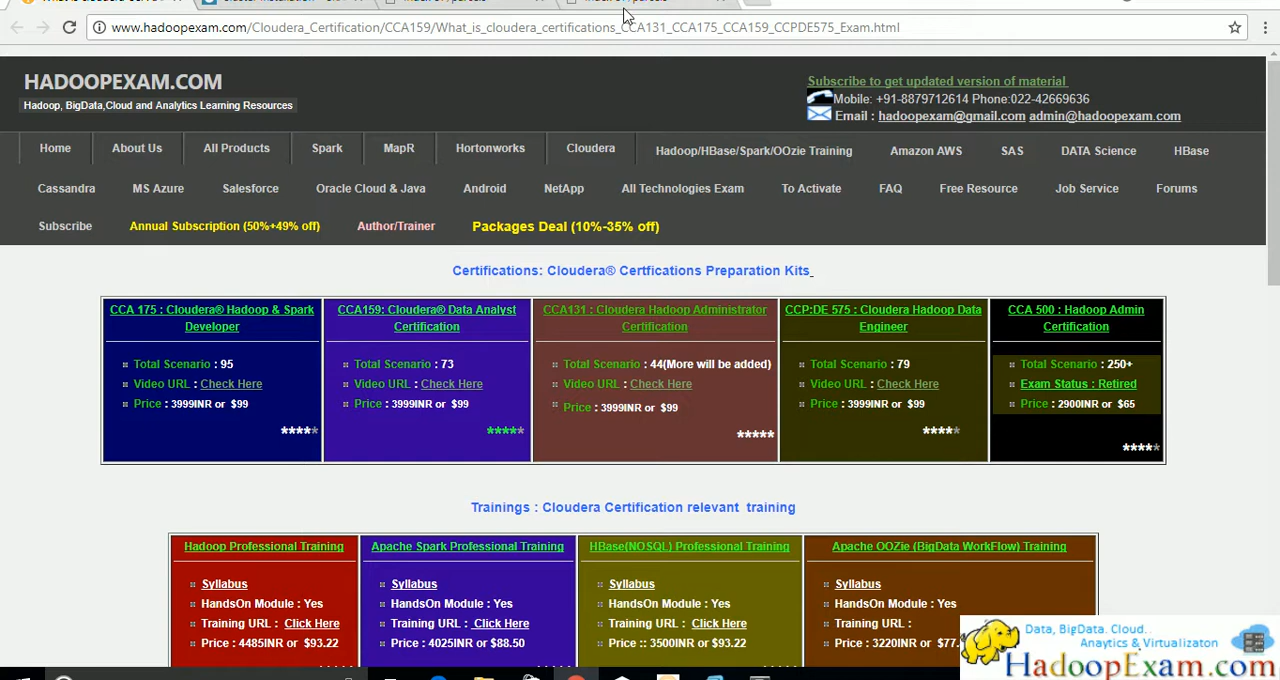 www.hadoopexam.com/Cloudera_Certification/CCA159/What_is_cloudera_certifications_CCA131_CCA175_CCA159_CCPDE575_Exam.html
HADOOPEXAM.COM
Hadoop, BigData,Cloud and Analytics Learning Resources
Subscribe to get updated version of material
Mobile: +91-8879712614 Phone:022-42669636
Email : hadoopexam@gmail.com admin@hadoopexam.com
Home About Us All Products Spark MapR Hortonworks Cloudera Hadoop/HBase/Spark/OOzie Training Amazon AWS SAS DATA Science HBase
Cassandra MS Azure Salesforce Oracle Cloud & Java Android NetApp All Technologies Exam To Activate FAQ Free Resource Job Service Forums
Subscribe Annual Subscription (50%+49% off) Author/Trainer Packages Deal (10%-35% off)
Certifications: Cloudera® Certfications Preparation Kits
CCA 175 : Cloudera® Hadoop & Spark
Developer
Total Scenario : 95
Video URL : Check Here
Price : 3999INR or $99
*****
CCA159: Cloudera® Data Analyst
Certification
Total Scenario : 73
Video URL : Check Here
Price : 3999INR or $99
*****
CCA131 : Cloudera Hadoop Administrator
Certification
Total Scenario : 44(More will be added)
Video URL : Check Here
Price : 3999INR or $99
*****
CCP:DE 575 : Cloudera Hadoop Data
Engineer
Total Scenario : 79
Video URL : Check Here
Price : 3999INR or $99
*****
CCA 500 : Hadoop Admin
Certification
Total Scenario : 250+
Exam Status : Retired
Price : 2900INR or $65
*****
Trainings : Cloudera Certification relevant training
Hadoop Professional Training
Syllabus
HandsOn Module : Yes
Training URL : Click Here
Price : 4485INR or $93.22
Apache Spark Professional Training
Syllabus
HandsOn Module : Yes
Training URL : Click Here
Price : 4025INR or $88.50
HBase(NOSQL) Professional Training
Syllabus
HandsOn Module : Yes
Training URL : Click Here
Price :: 3500INR or $93.22
Apache OOZie (BigData WorkFlow) Training
Syllabus
HandsOn Module : Yes
Training URL :
Price : 3220INR or $77.
Data, BigData. Cloud.
Anaytics & Virtualizaton
HadoopExam.com